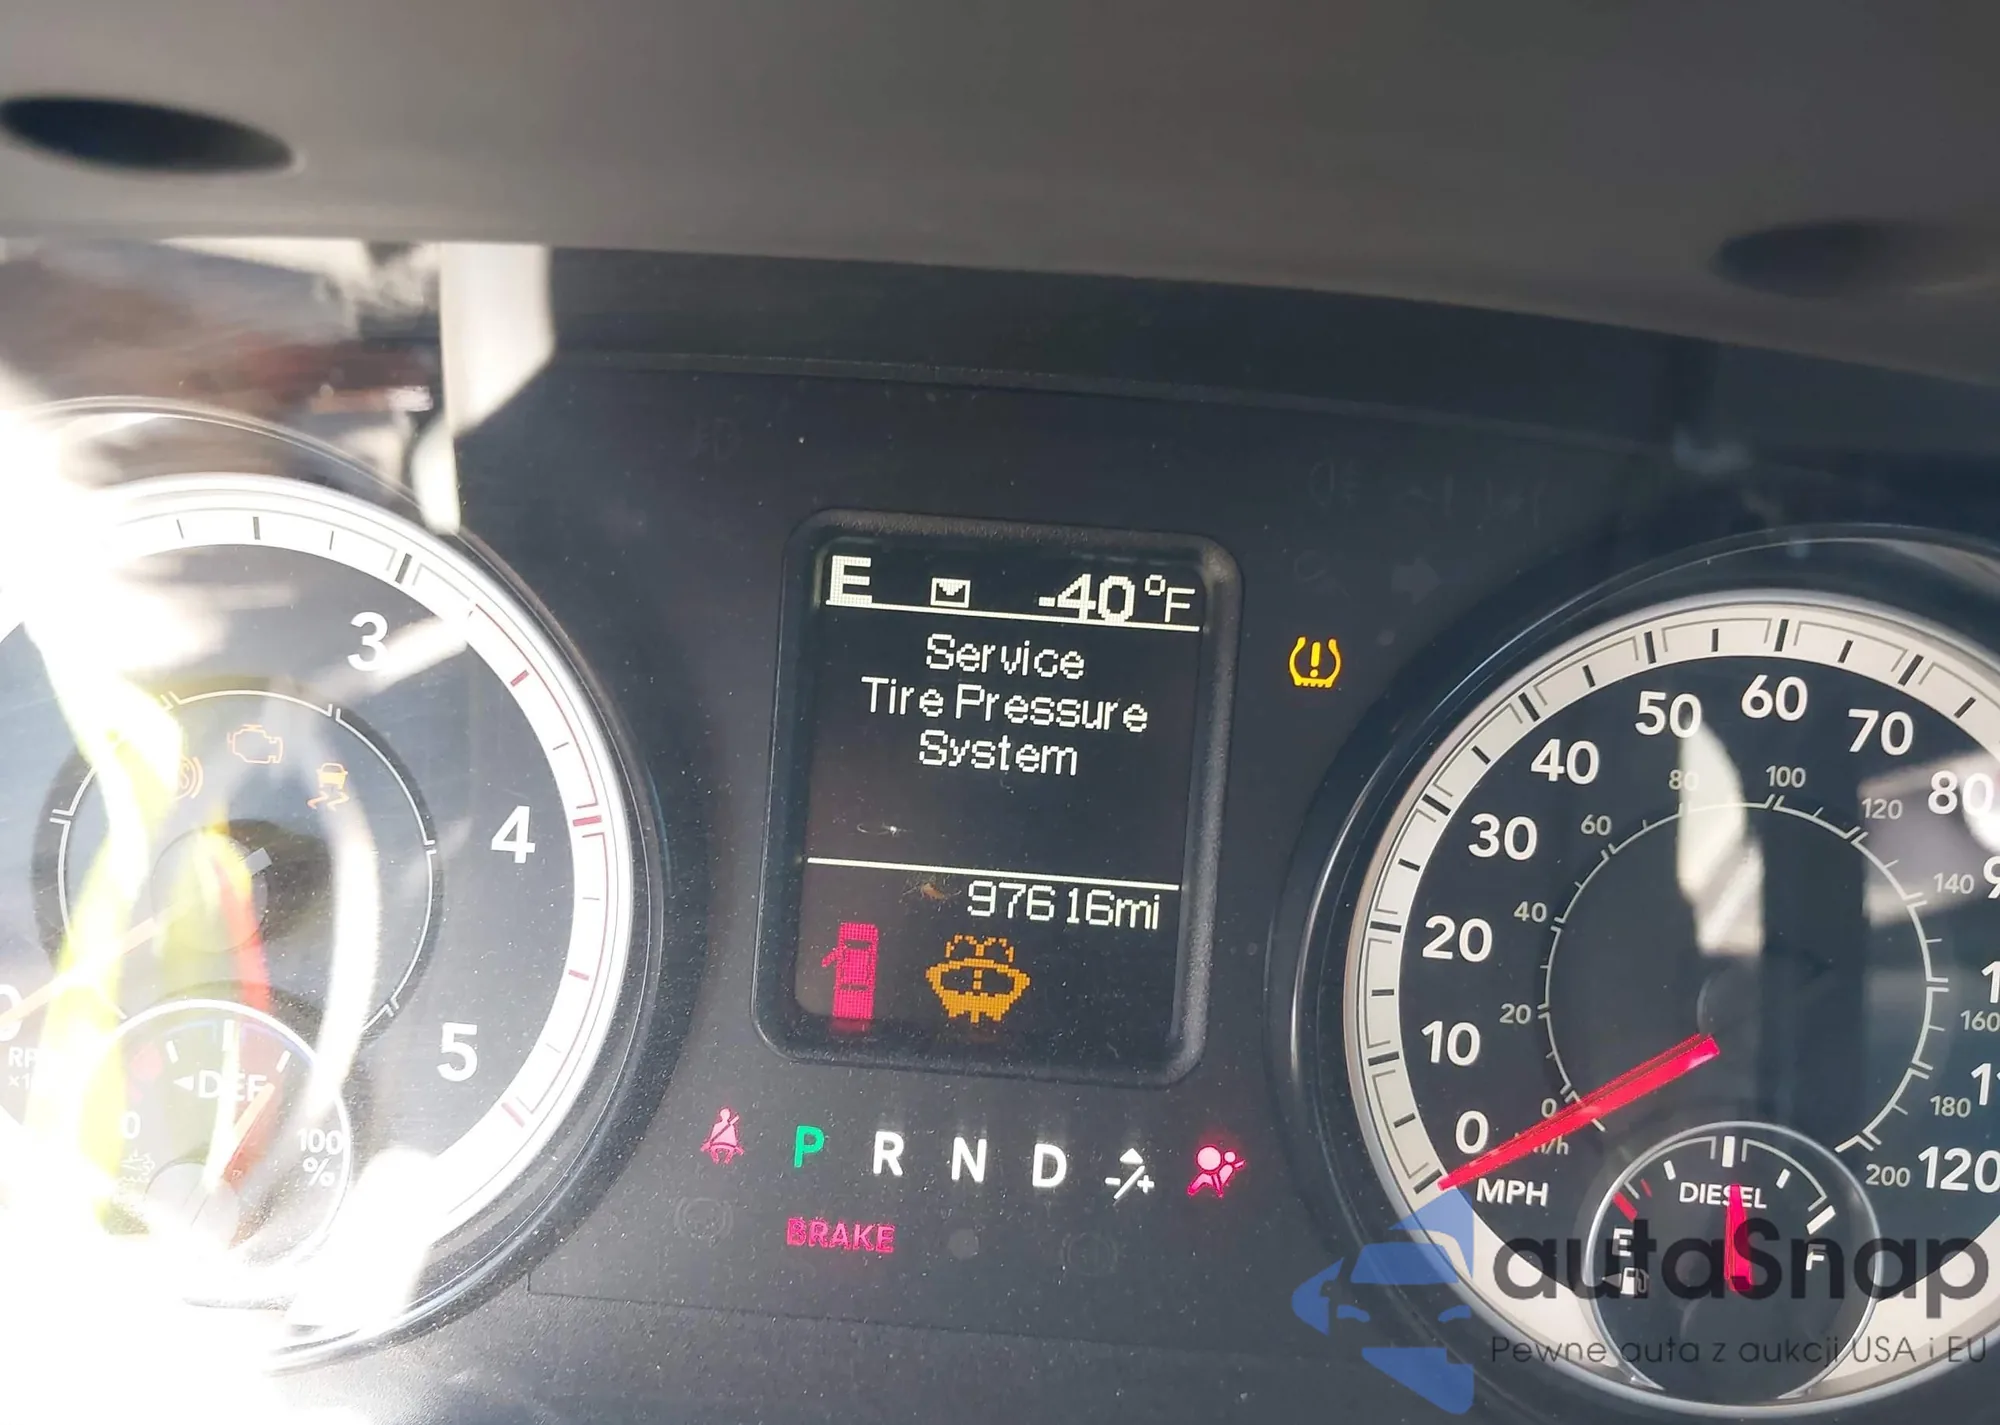 E -40°F
Service
Tire Pressure
System
97616mi
3
4
5
DEF
100
%
P R N D -/+
BRAKE
0 10 20 30 40 50 60 70 80
120
MPH
0 20 40 60 80 100 120 140 160 180 200
DIESEL
E F
autaSnap
Pewne auta z aukcji USA i EU